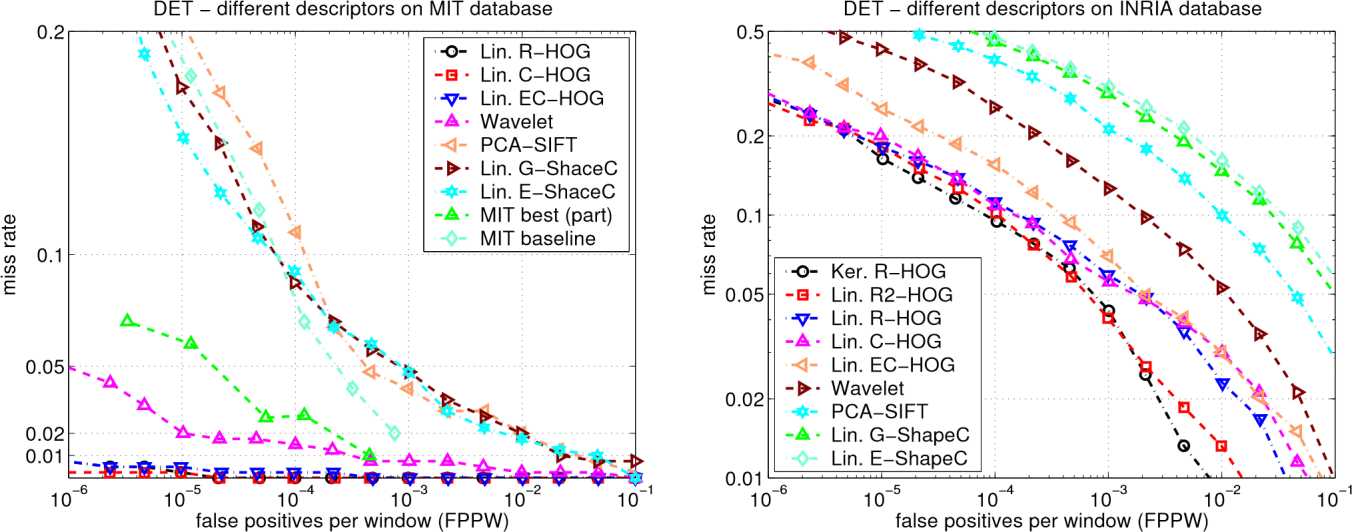 DET − different descriptors on MIT database
0.2
0.1
0.05
0.02
0.01
miss rate
10−6
10−5
10−4
10−3
10−2
10−1
false positives per window (FPPW)
Lin. R−HOG
Lin. C−HOG
Lin. EC−HOG
Wavelet
PCA−SIFT
Lin. G−ShaceC
Lin. E−ShaceC
MIT best (part)
MIT baseline
DET − different descriptors on INRIA database
0.5
0.2
0.1
0.05
0.02
0.01
miss rate
10−6
10−5
10−4
10−3
10−2
10−1
false positives per window (FPPW)
Ker. R−HOG
Lin. R2−HOG
Lin. R−HOG
Lin. C−HOG
Lin. EC−HOG
Wavelet
PCA−SIFT
Lin. G−ShapeC
Lin. E−ShapeC